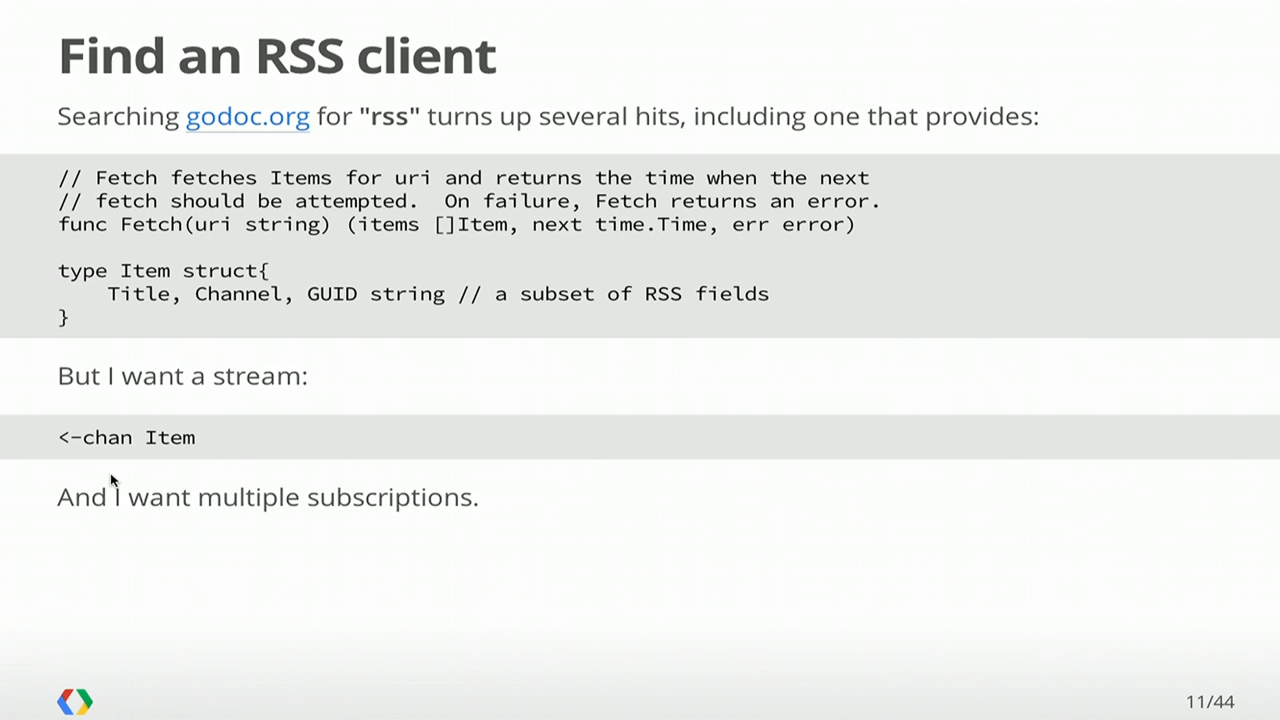 Find an RSS client
Searching godoc.org for "rss" turns up several hits, including one that provides:
// Fetch fetches Items for uri and returns the time when the next
// fetch should be attempted.  On failure, Fetch returns an error.
func Fetch(uri string) (items []Item, next time.Time, err error)
type Item struct{
    Title, Channel, GUID string // a subset of RSS fields
}
But I want a stream:
<-chan Item
And I want multiple subscriptions.
11/44